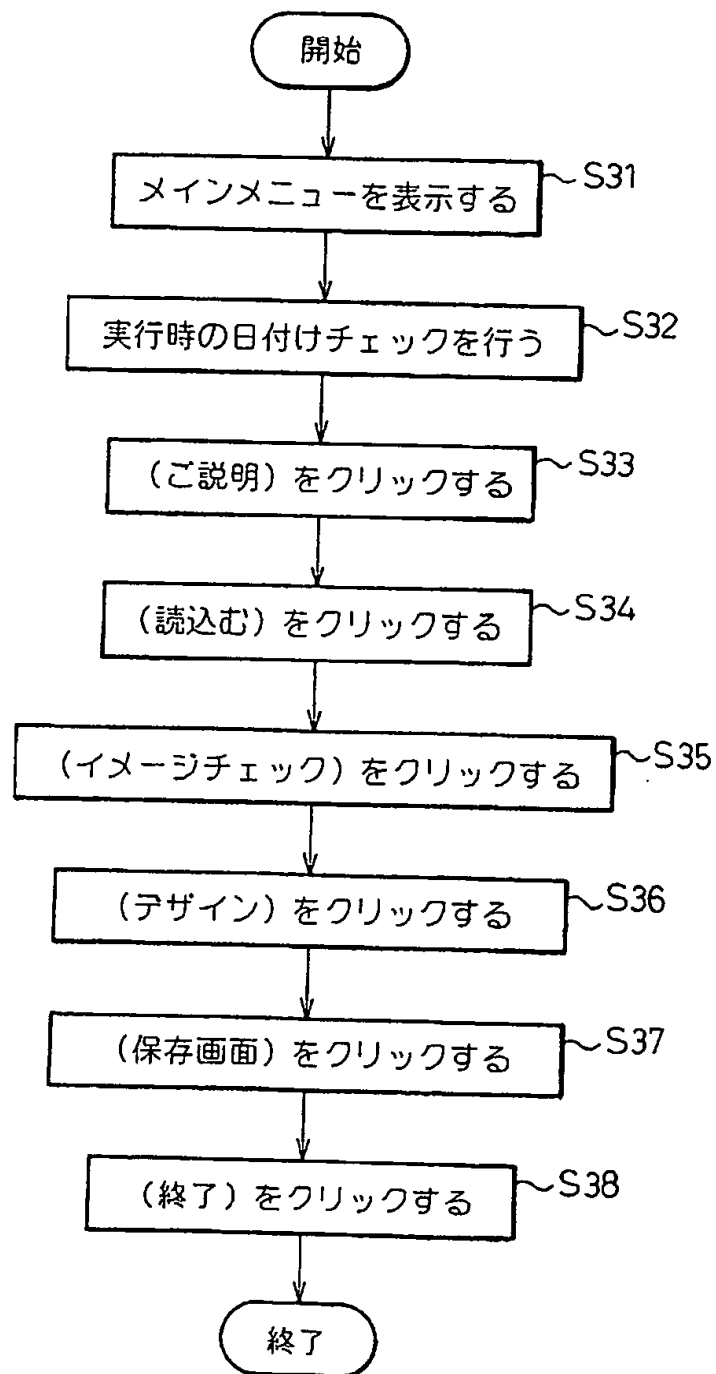 開始
メインメニューを表示する
S31
実行時の日付けチェックを行う
S32
(ご説明)をクリックする
S33
(読込む)をクリックする
S34
(イメージチェック)をクリックする
S35
(デザイン)をクリックする
S36
(保存画面)をクリックする
S37
(終了)をクリックする
S38
終了